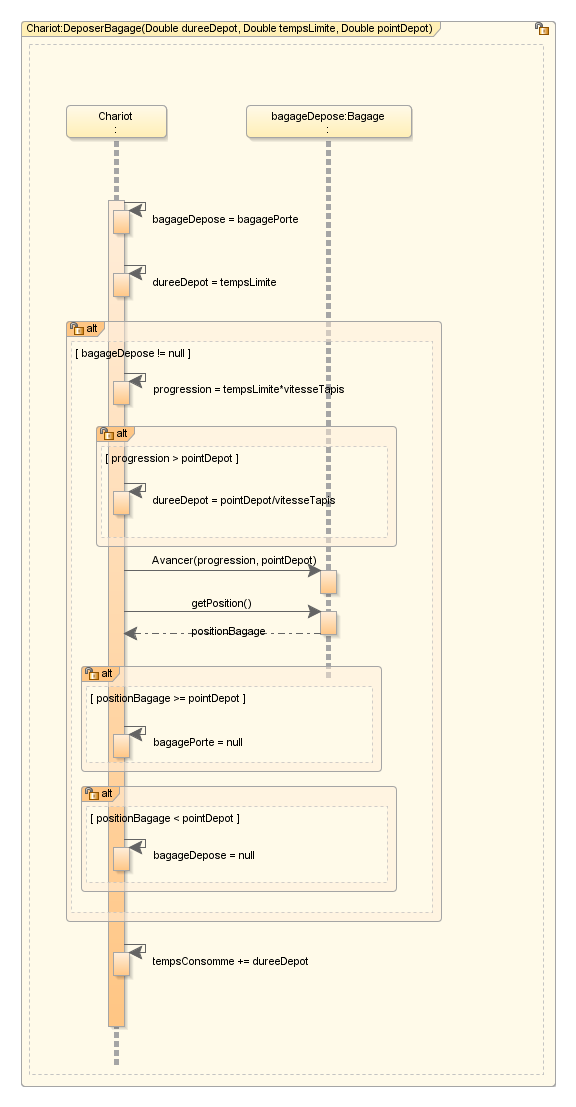 Chariot:DeposerBagage(Double dureeDepot, Double tempsLimite, Double pointDepot)
Chariot
:
bagageDepose:Bagage
:
bagageDepose = bagagePorte
dureeDepot = tempsLimite
alt
[ bagageDepose != null ]
progression = tempsLimite*vitesseTapis
alt
[ progression > pointDepot ]
dureeDepot = pointDepot/vitesseTapis
Avancer(progression, pointDepot)
getPosition()
positionBagage
alt
[ positionBagage >= pointDepot ]
bagagePorte = null
alt
[ positionBagage < pointDepot ]
bagageDepose = null
tempsConsomme += dureeDepot